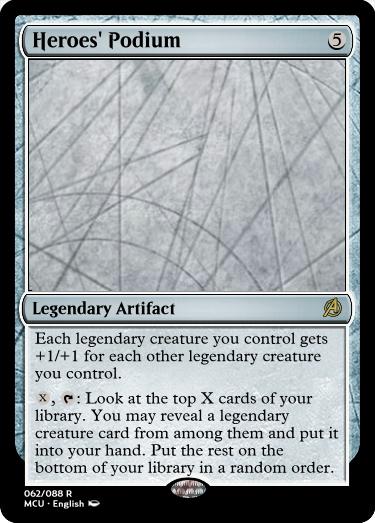 Heroes' Podium 5
Legendary Artifact
Each legendary creature you control gets
+1/+1 for each other legendary creature
you control.
X, T: Look at the top X cards of your
library. You may reveal a legendary
creature card from among them and put it
into your hand. Put the rest on the
bottom of your library in a random order.
062/088 R
MCU • English